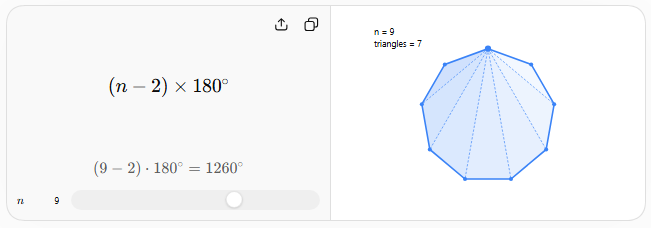 (n − 2) × 180°
(9 − 2) · 180° = 1260°
n 9
n = 9
triangles = 7